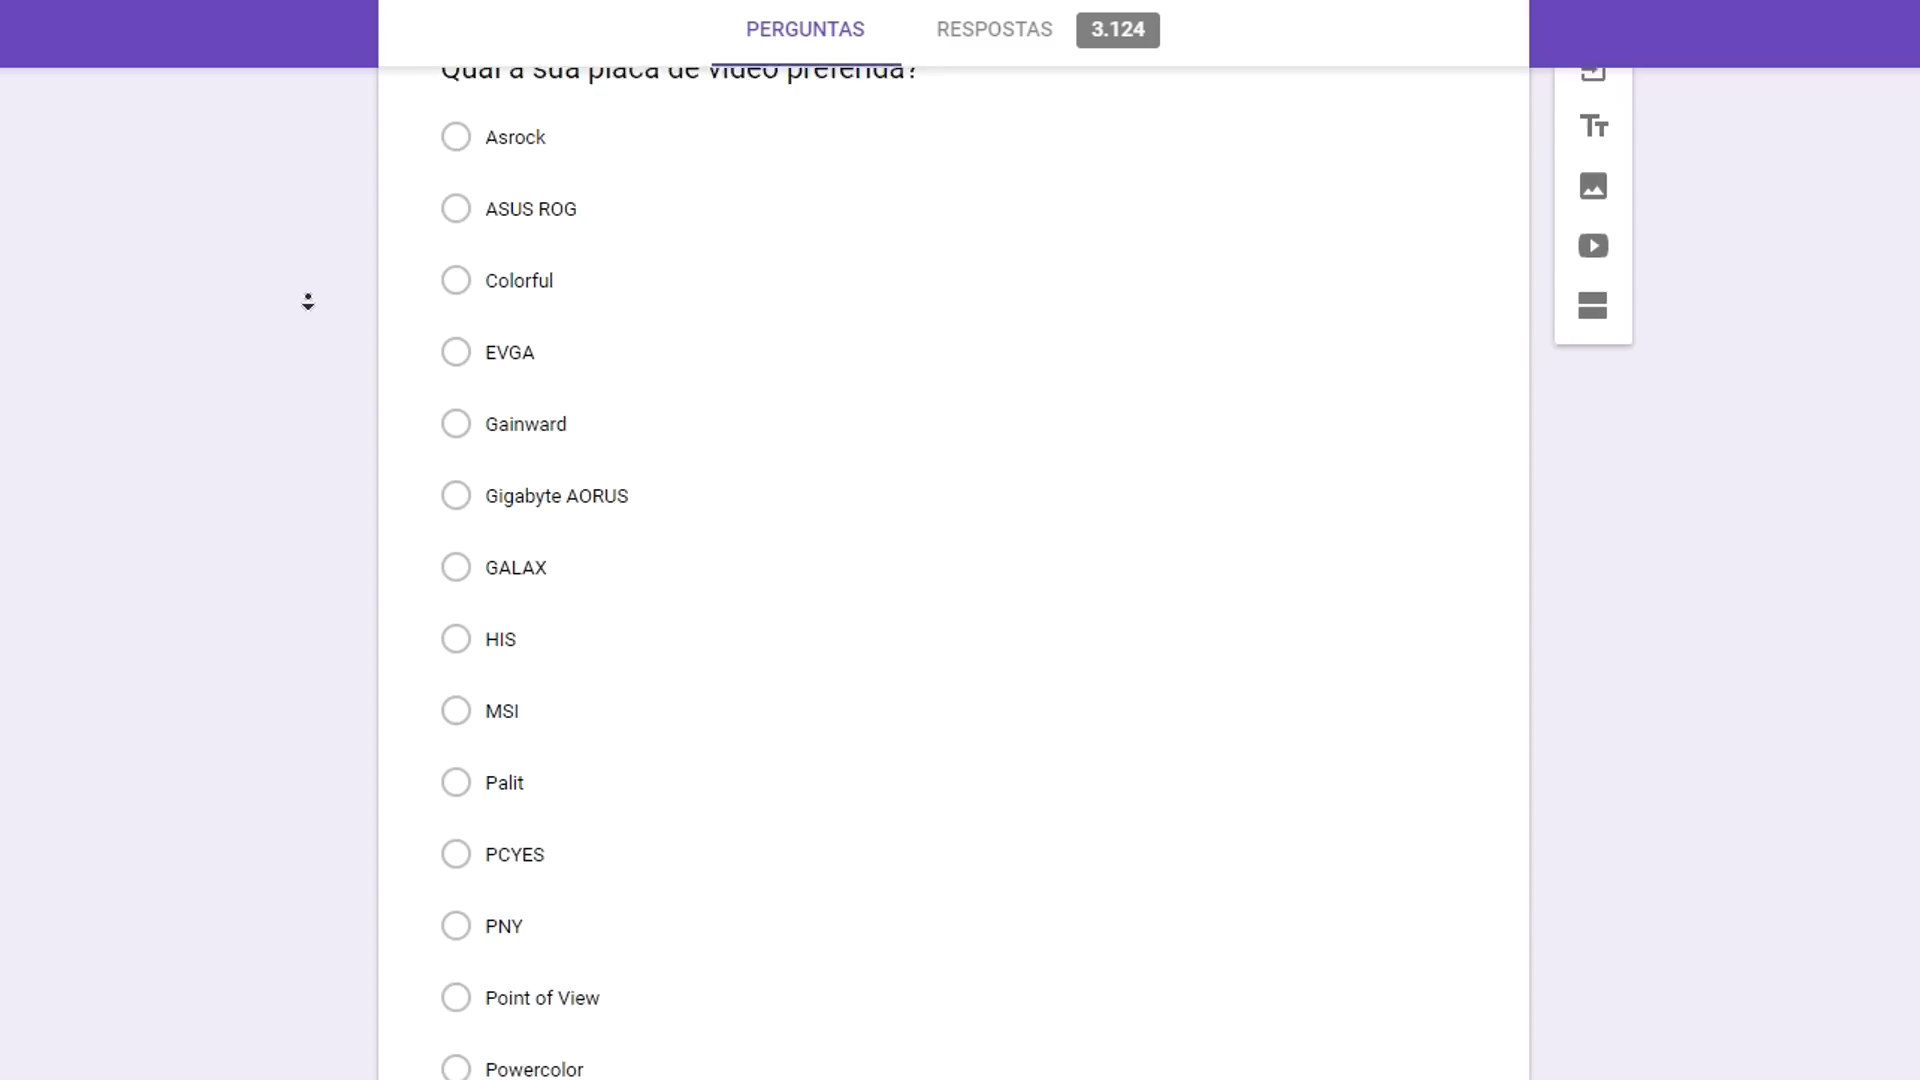 PERGUNTAS
RESPOSTAS
3.124
Qual a sua placa de vídeo preferida?
Asrock
ASUS ROG
Colorful
EVGA
Gainward
Gigabyte AORUS
GALAX
HIS
MSI
Palit
PCYES
PNY
Point of View
Powercolor